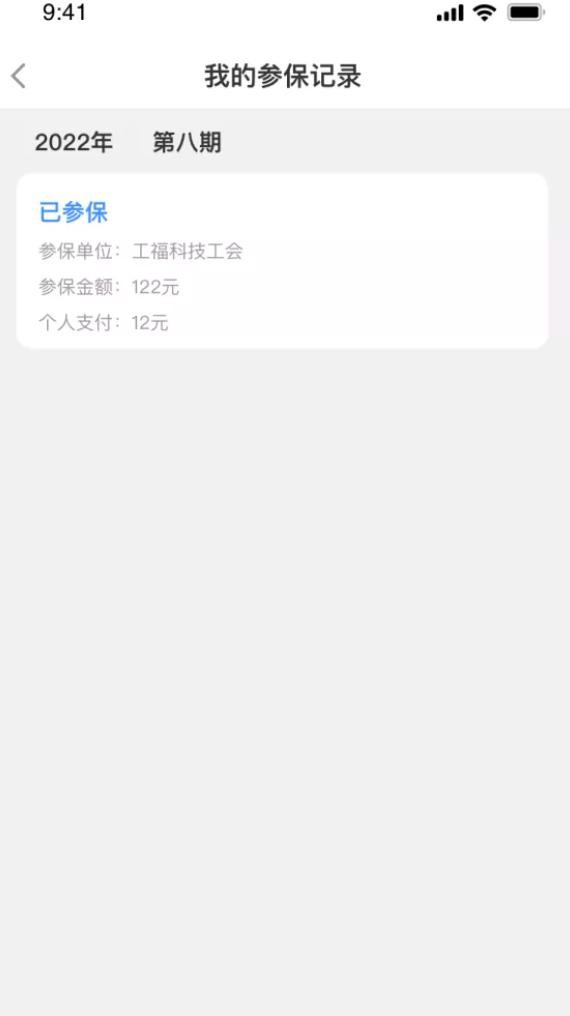 9:41
我的参保记录
2022年 第八期
已参保
参保单位：工福科技工会
参保金额：122元
个人支付：12元